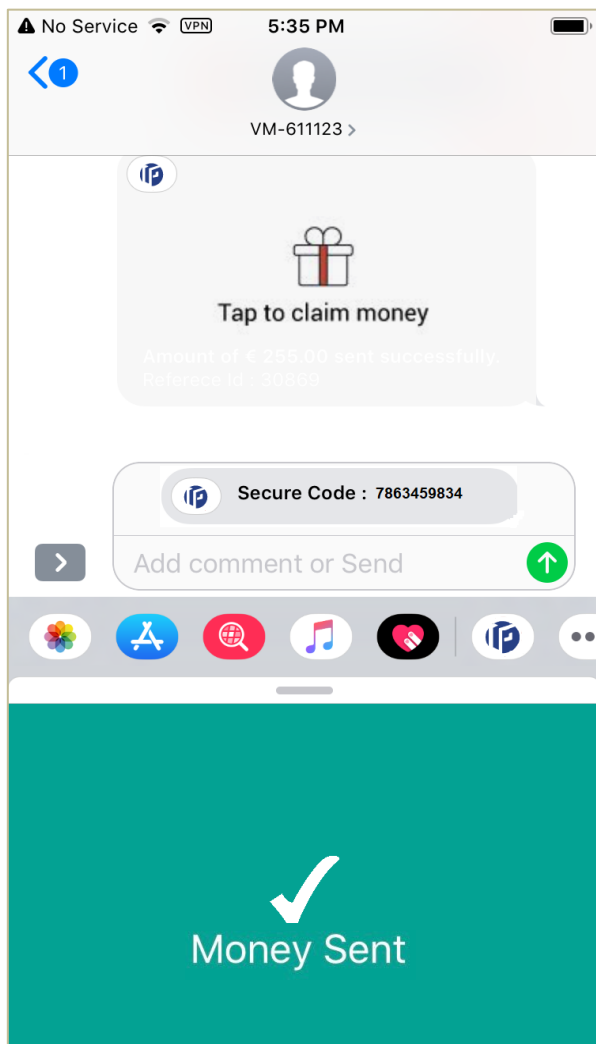 No Service VPN 5:35 PM
1
VM-611123 >
Tap to claim money
Amount of € 255.00 sent successfully.
Referece Id : 30869
Secure Code : 7863459834
Add comment or Send
Money Sent